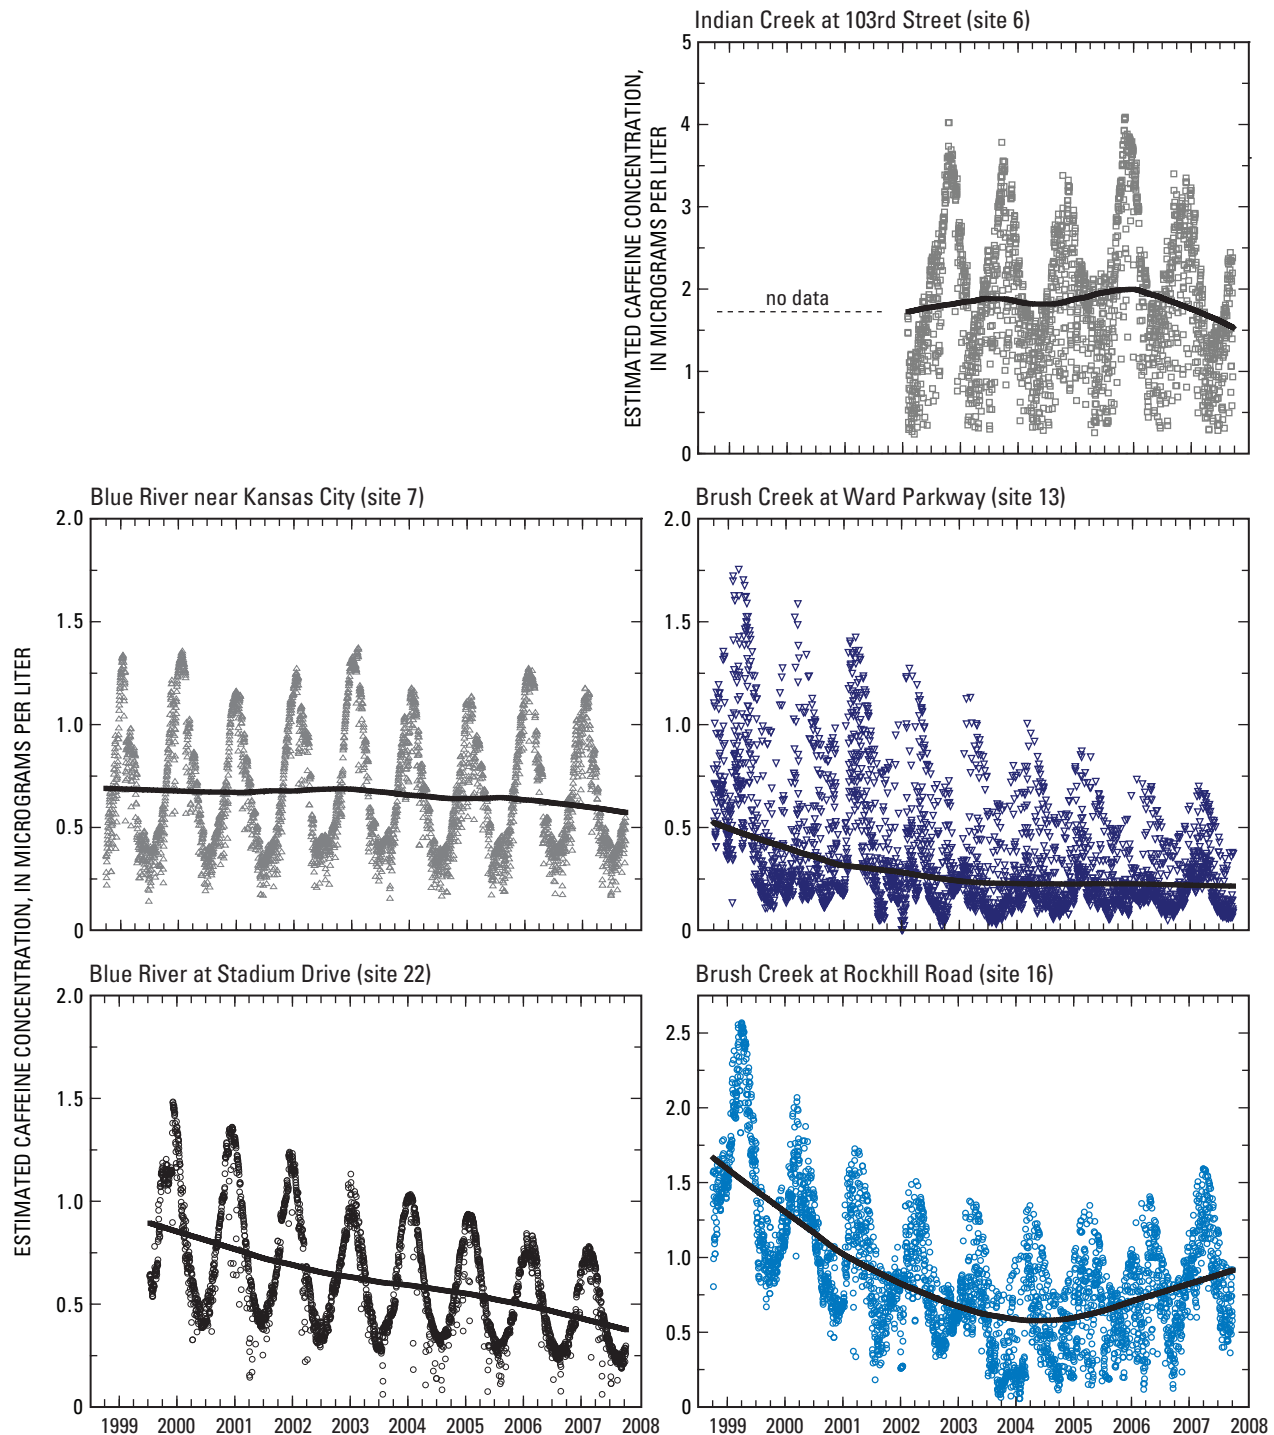 Indian Creek at 103rd Street (site 6)
ESTIMATED CAFFEINE CONCENTRATION,
IN MICROGRAMS PER LITER
5
4
3
2
1
0
no data
Blue River near Kansas City (site 7)
2.0
1.5
1.0
0.5
0
Brush Creek at Ward Parkway (site 13)
2.0
1.5
1.0
0.5
0
ESTIMATED CAFFEINE CONCENTRATION, IN MICROGRAMS PER LITER
Blue River at Stadium Drive (site 22)
2.0
1.5
1.0
0.5
0
1999 2000 2001 2002 2003 2004 2005 2006 2007 2008
Brush Creek at Rockhill Road (site 16)
2.5
2.0
1.5
1.0
0.5
0
1999 2000 2001 2002 2003 2004 2005 2006 2007 2008